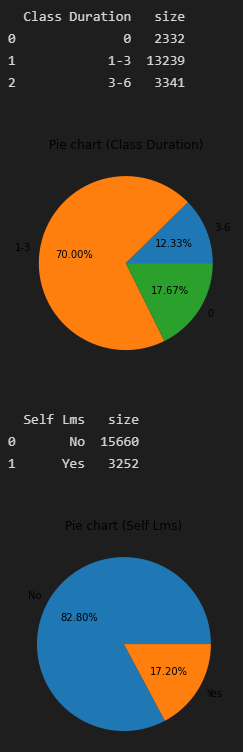 Class Duration size
0 0 2332
1 1-3 13239
2 3-6 3341
Pie chart (Class Duration)
3-6
1-3
12.33%
70.00%
17.67%
0
Self Lms size
0 No 15660
1 Yes 3252
Pie chart (Self Lms)
No
82.80%
17.20%
Yes